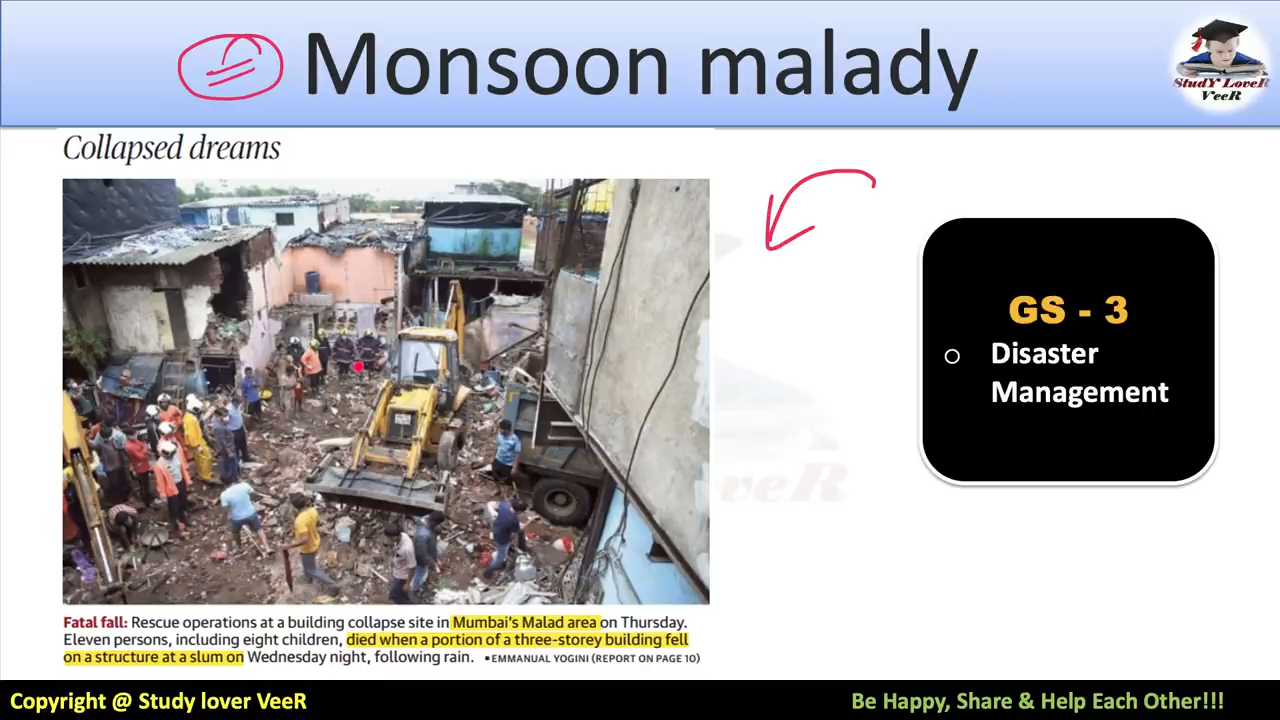 Monsoon malady
StudY LoveR
VeeR
Collapsed dreams
GS - 3
Disaster
Management
Fatal fall: Rescue operations at a building collapse site in Mumbai's Malad area on Thursday.
Eleven persons, including eight children, died when a portion of a three-storey building fell
on a structure at a slum on Wednesday night, following rain. ▪EMMANUAL YOGINI (REPORT ON PAGE 10)
Copyright @ Study lover VeeR
Be Happy, Share & Help Each Other!!!